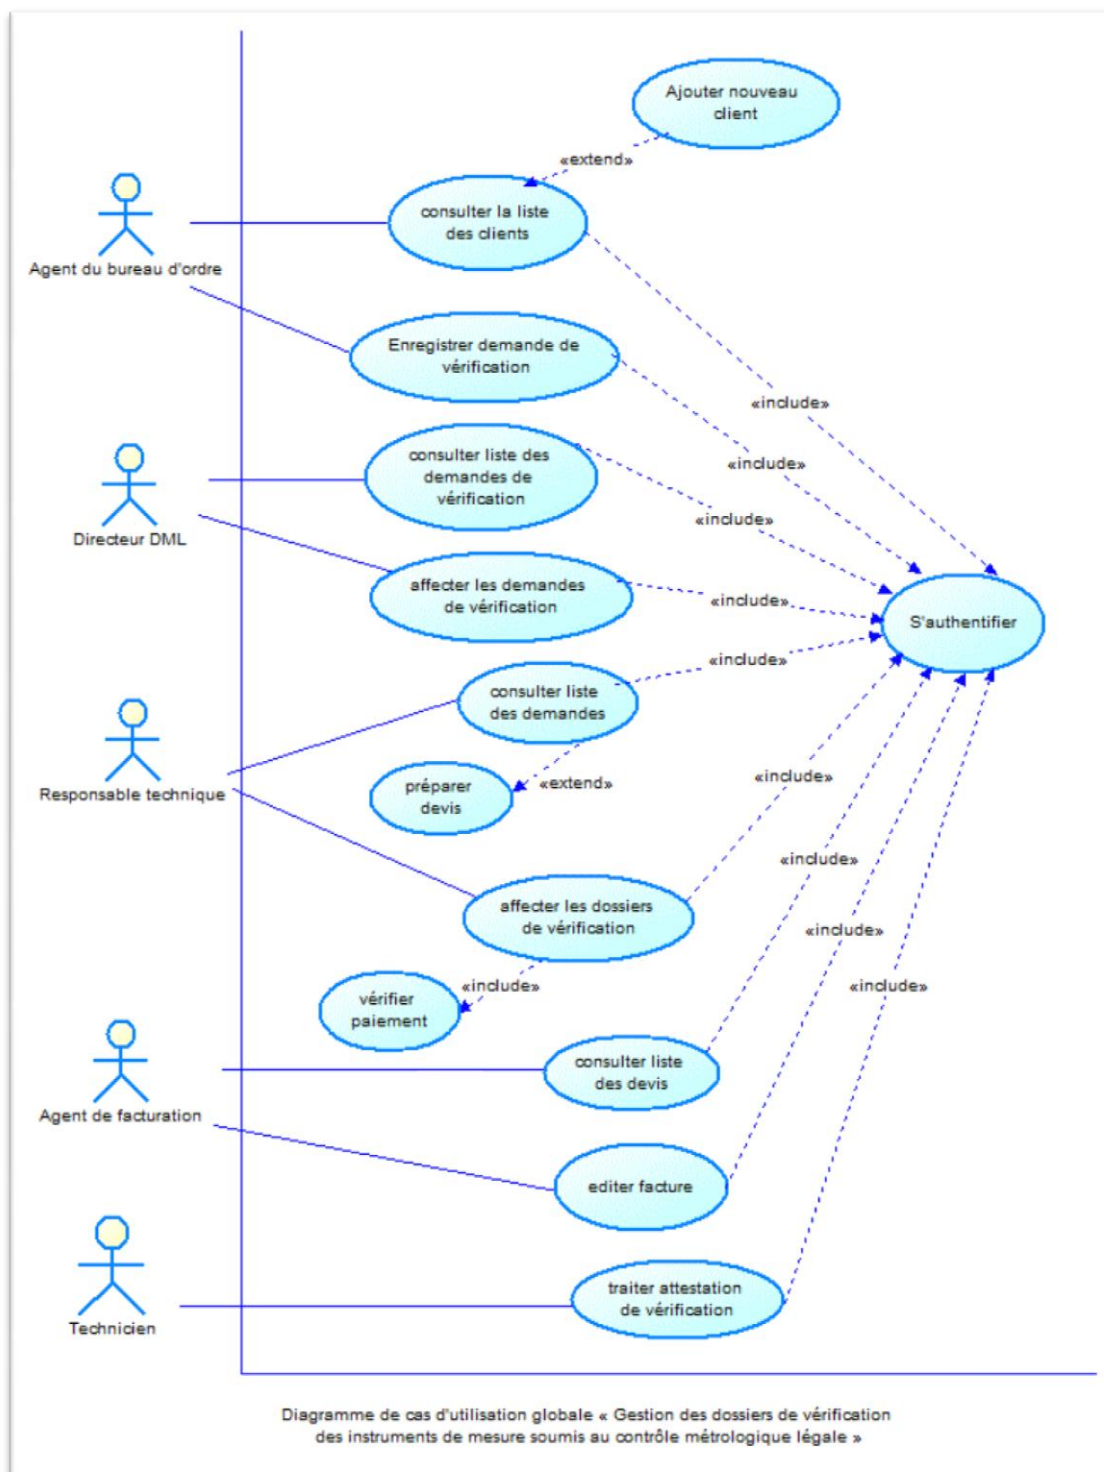 Ajouter nouveau
client
«extend»
consulter la liste
des clients
Agent du bureau d'ordre
Enregistrer demande de
vérification
«include»
consulter liste des
demandes de
vérification
«include»
«include»
Directeur DML
affecter les demandes
de vérification
«include»
S'authentifier
consulter liste
des demandes
«include»
Responsable technique
préparer
devis
«extend»
«include»
affecter les dossiers
de vérification
«include»
«include»
vérifier
paiement
«include»
«include»
Agent de facturation
consulter liste
des devis
editer facture
Technicien
traiter attestation
de vérification
Diagramme de cas d'utilisation globale « Gestion des dossiers de vérification
des instruments de mesure soumis au contrôle métrologique légale »